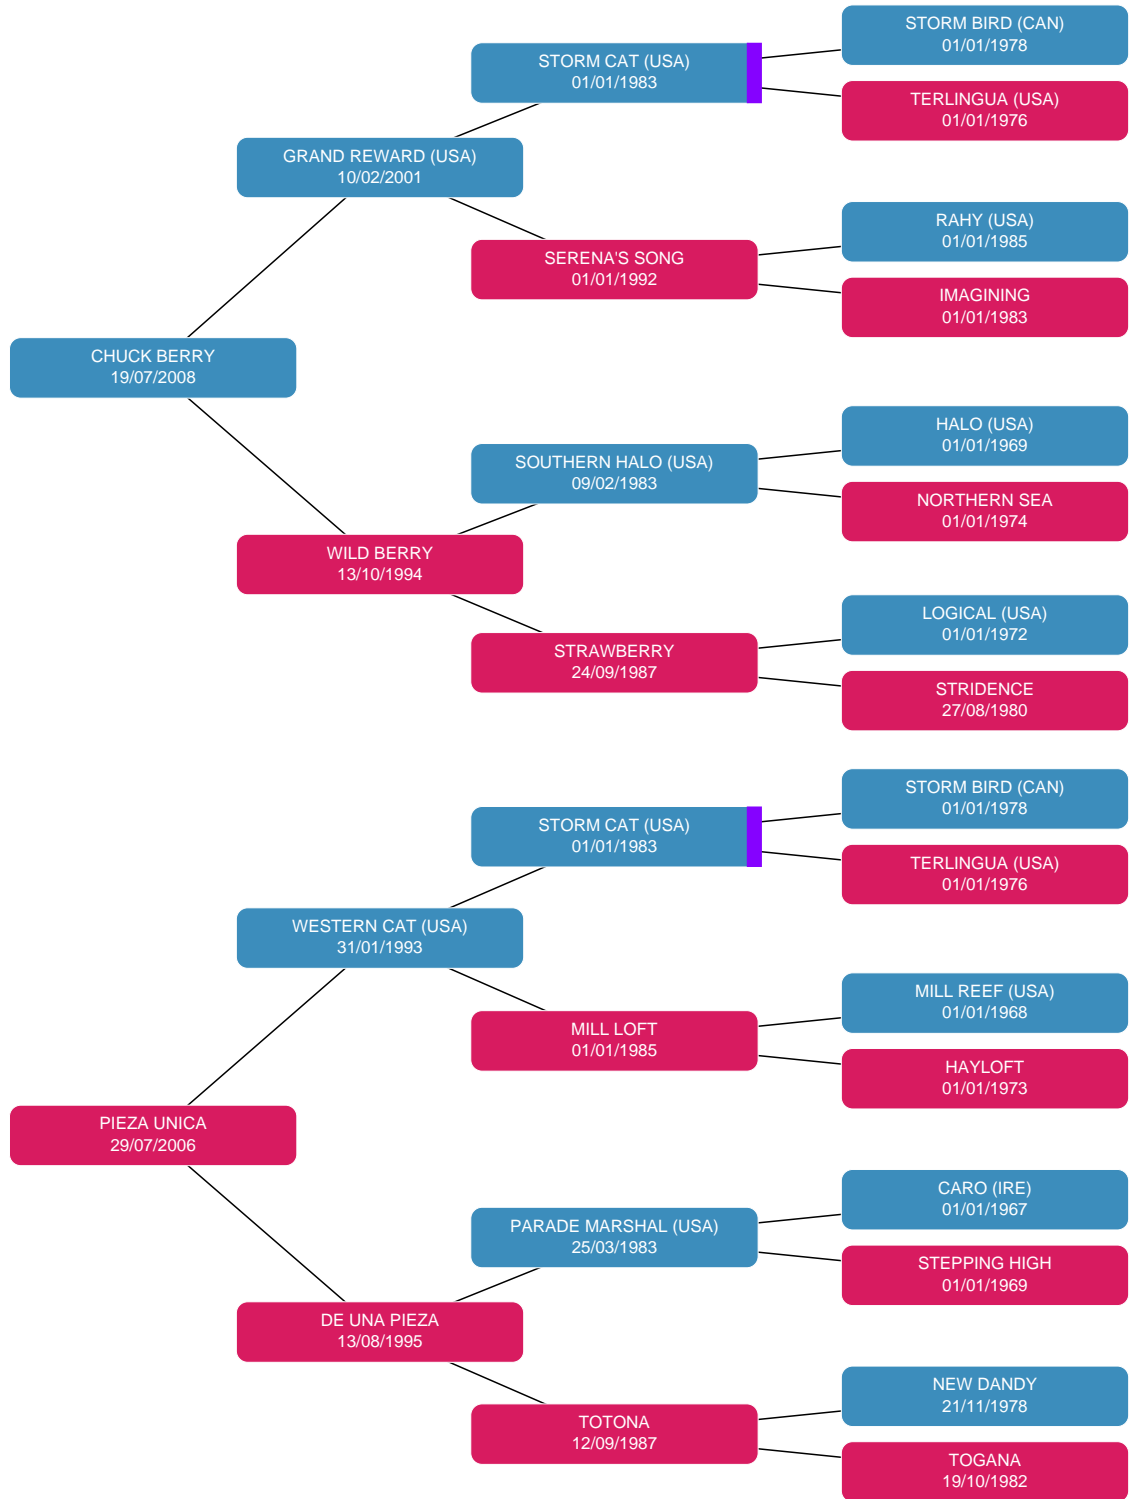 STORM BIRD (CAN)
01/01/1978
STORM CAT (USA)
01/01/1983
TERLINGUA (USA)
01/01/1976
GRAND REWARD (USA)
10/02/2001
RAHY (USA)
01/01/1985
SERENA'S SONG
01/01/1992
IMAGINING
01/01/1983
CHUCK BERRY
19/07/2008
HALO (USA)
01/01/1969
SOUTHERN HALO (USA)
09/02/1983
NORTHERN SEA
01/01/1974
WILD BERRY
13/10/1994
LOGICAL (USA)
01/01/1972
STRAWBERRY
24/09/1987
STRIDENCE
27/08/1980
STORM BIRD (CAN)
01/01/1978
STORM CAT (USA)
01/01/1983
TERLINGUA (USA)
01/01/1976
WESTERN CAT (USA)
31/01/1993
MILL REEF (USA)
01/01/1968
MILL LOFT
01/01/1985
HAYLOFT
01/01/1973
PIEZA UNICA
29/07/2006
CARO (IRE)
01/01/1967
PARADE MARSHAL (USA)
25/03/1983
STEPPING HIGH
01/01/1969
DE UNA PIEZA
13/08/1995
NEW DANDY
21/11/1978
TOTONA
12/09/1987
TOGANA
19/10/1982